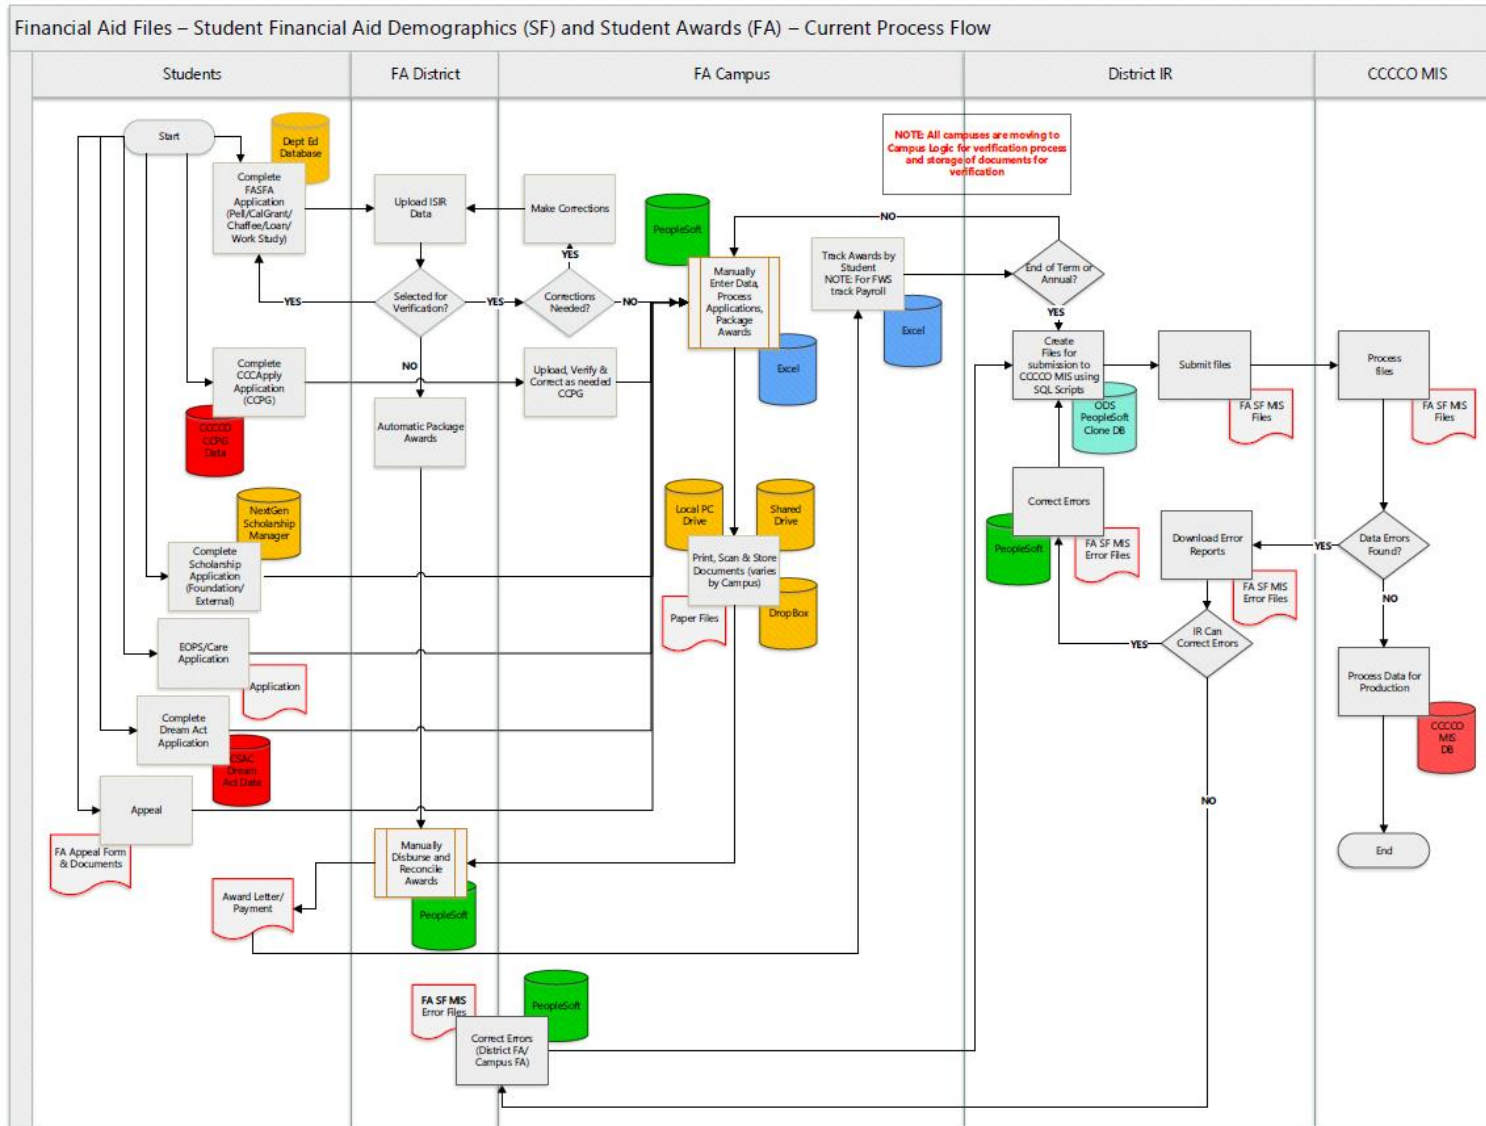 Financial Aid Files – Student Financial Aid Demographics (SF) and Student Awards (FA) – Current Process Flow
Students
FA District
FA Campus
District IR
CCCCO MIS
Start
Dept Ed
Database
Complete
FASFA
Application
(Pell/CalGrant/
Chaffee/Loan/
Work Study)
Upload ISIR
Data
Make Corrections
YES
Selected for
Verification?
YES
YES
Corrections
Needed?
NO
NO
Complete
CCCApply
Application
(CCPG)
CCCCO
CCPG
Data
Upload, Verify &
Correct as needed
CCPG
Automatic Package
Awards
NextGen
Scholarship
Manager
Complete
Scholarship
Application
(Foundation/
External)
EOPS/Care
Application
Application
Complete
Dream Act
Application
CSAC
Dream
Act Data
Appeal
FA Appeal Form
& Documents
Manually
Disburse and
Reconcile
Awards
PeopleSoft
Award Letter/
Payment
PeopleSoft
Manually
Enter Data,
Process
Applications,
Package
Awards
Excel
Local PC
Drive
Shared
Drive
Print, Scan & Store
Documents (varies
by Campus)
Paper Files
DropBox
Track Awards by
Student
NOTE: For FWS
track Payroll
Excel
NOTE: All campuses are moving to
Campus Logic for verification process
and storage of documents for
verification
NO
End of Term or
Annual?
YES
Create
Files for
submission to
CCCCO MIS using
SQL Scripts
ODS
PeopleSoft
Clone DB
Submit files
FA SF MIS
Files
Process
files
FA SF MIS
Files
Correct Errors
PeopleSoft
FA SF MIS
Error Files
Download Error
Reports
FA SF MIS
Error Files
YES
Data Errors
Found?
NO
IR Can
Correct Errors
YES
NO
Process Data for
Production
CCCCO
MIS
DB
End
FA SF MIS
Error Files
PeopleSoft
Correct Errors
(District FA/
Campus FA)